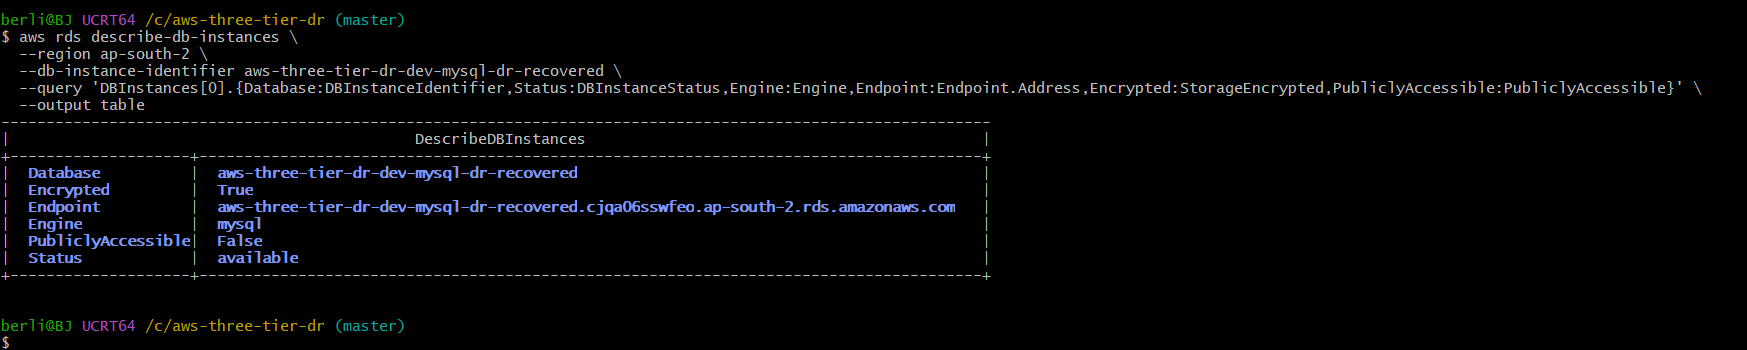 berli@BJ UCRT64 /c/aws-three-tier-dr (master)
$ aws rds describe-db-instances \
  --region ap-south-2 \
  --db-instance-identifier aws-three-tier-dr-dev-mysql-dr-recovered \
  --query 'DBInstances[0].{Database:DBInstanceIdentifier,Status:DBInstanceStatus,Engine:Engine,Endpoint:Endpoint.Address,Encrypted:StorageEncrypted,PubliclyAccessible:PubliclyAccessible}' \
  --output table
--------------------------------------------------------------------------------------------------------------
|                                             DescribeDBInstances                                            |
+--------------------+---------------------------------------------------------------------------------------+
|  Database          |  aws-three-tier-dr-dev-mysql-dr-recovered                                             |
|  Encrypted         |  True                                                                                 |
|  Endpoint          |  aws-three-tier-dr-dev-mysql-dr-recovered.cjqa06sswfeo.ap-south-2.rds.amazonaws.com   |
|  Engine            |  mysql                                                                                |
|  PubliclyAccessible|  False                                                                                |
|  Status            |  available                                                                            |
+--------------------+---------------------------------------------------------------------------------------+
berli@BJ UCRT64 /c/aws-three-tier-dr (master)
$